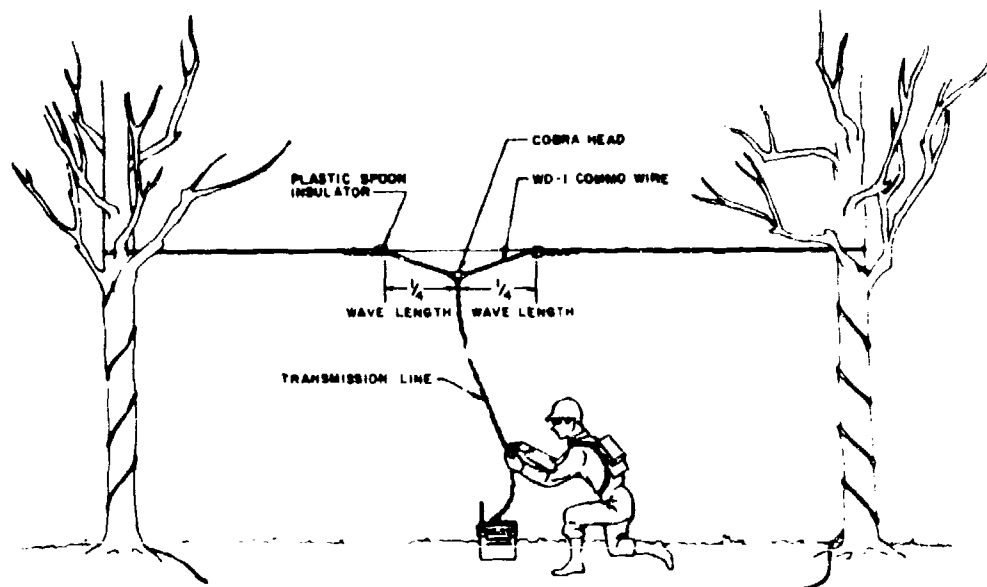 COBRA HEAD
PLASTIC SPOON
INSULATOR
WD-1 COMMO WIRE
1/4 1/4
WAVE LENGTH WAVE LENGTH
TRANSMISSION LINE